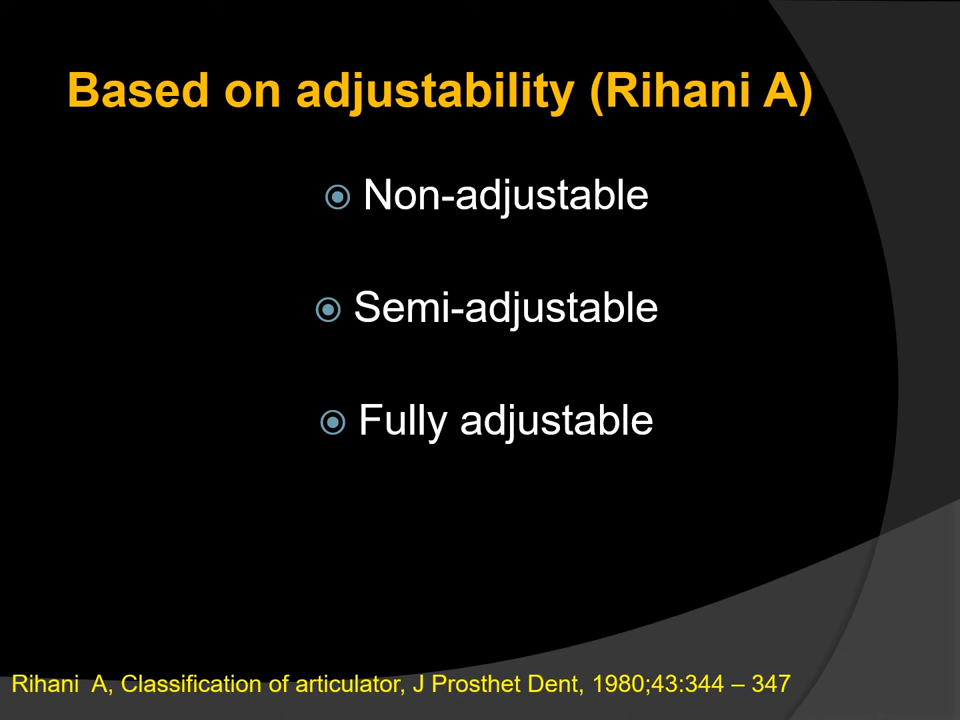 Based on adjustability (Rihani A)
Non-adjustable
Semi-adjustable
Fully adjustable
Rihani A, Classification of articulator, J Prosthet Dent, 1980;43:344 – 347